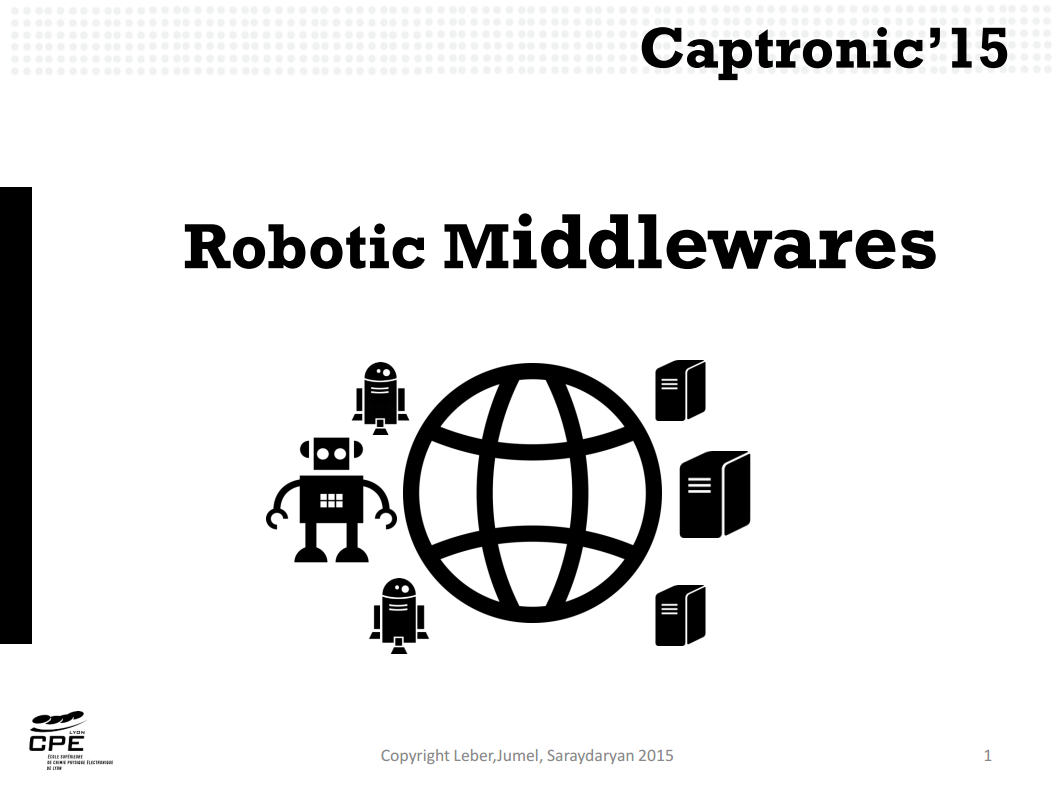 Captronic’15
Robotic Middlewares
LYON
CPE
ÉCOLE SUPÉRIEURE
DE CHIMIE PHYSIQUE ÉLECTRONIQUE
DE LYON
Copyright Leber,Jumel, Saraydaryan 2015
1